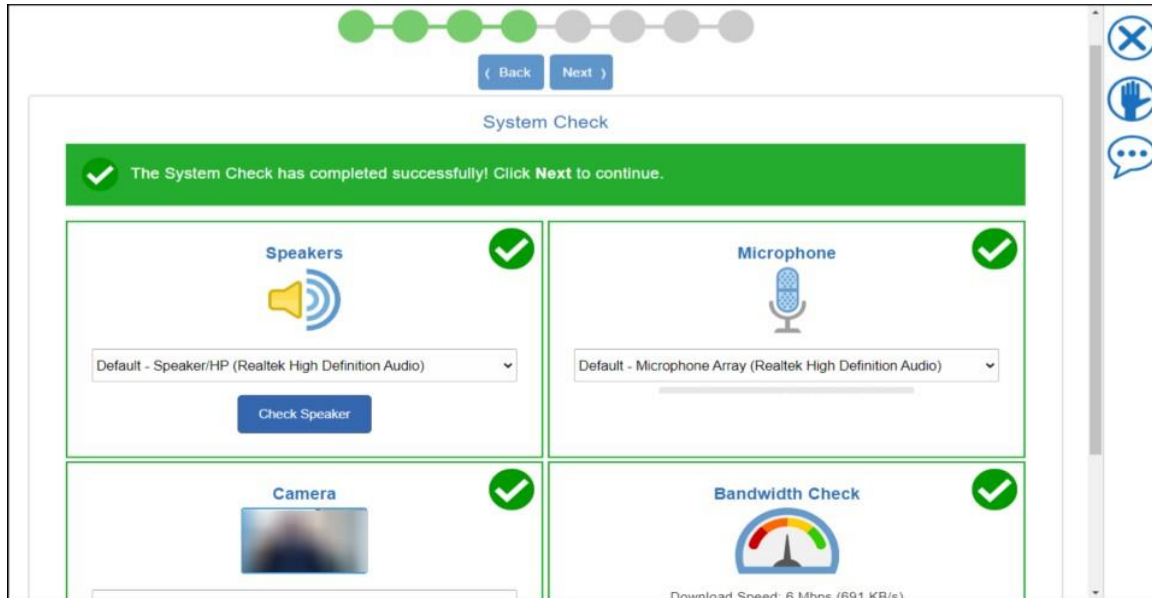 Back Next
System Check
The System Check has completed successfully! Click Next to continue.
Speakers
Microphone
Default - Speaker/HP (Realtek High Definition Audio)
Default - Microphone Array (Realtek High Definition Audio)
Check Speaker
Camera
Bandwidth Check
Download Speed: 6 Mbps (691 KB/s)